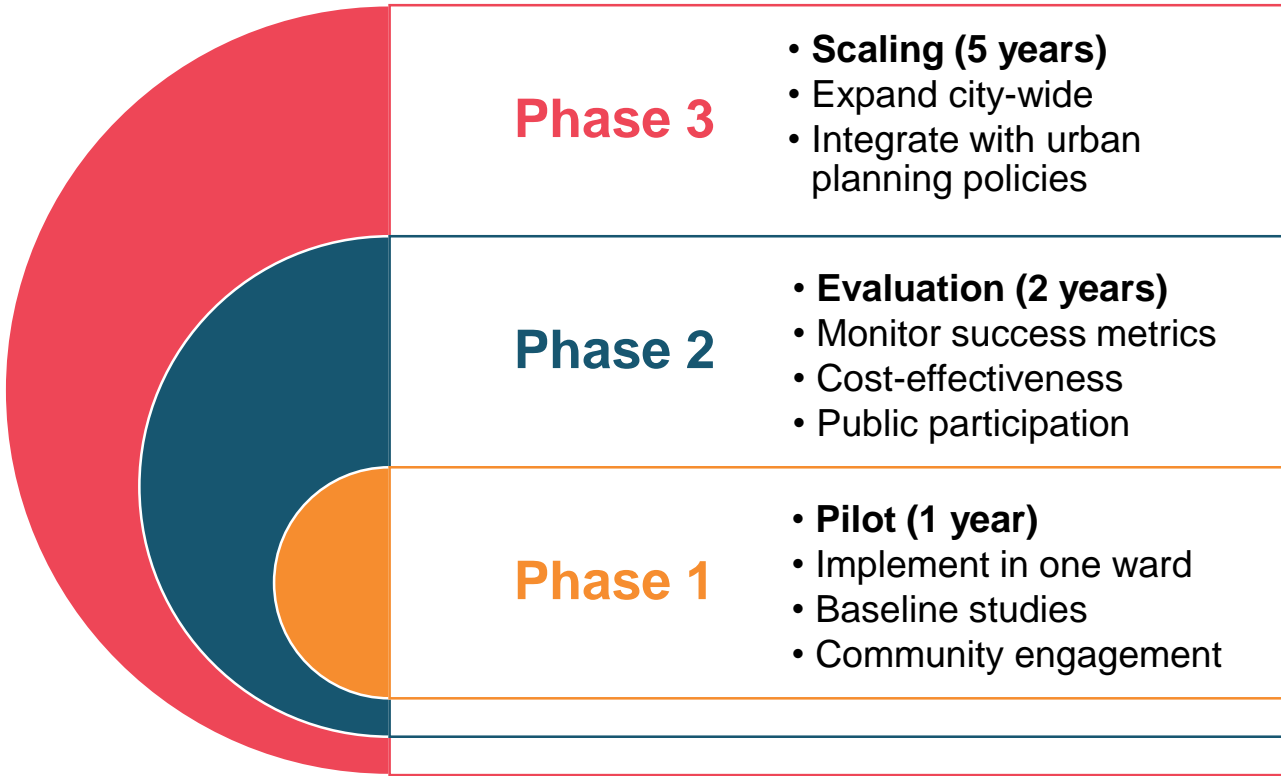 Phase 3
• Scaling (5 years)
• Expand city-wide
• Integrate with urban
planning policies
Phase 2
• Evaluation (2 years)
• Monitor success metrics
• Cost-effectiveness
• Public participation
Phase 1
• Pilot (1 year)
• Implement in one ward
• Baseline studies
• Community engagement